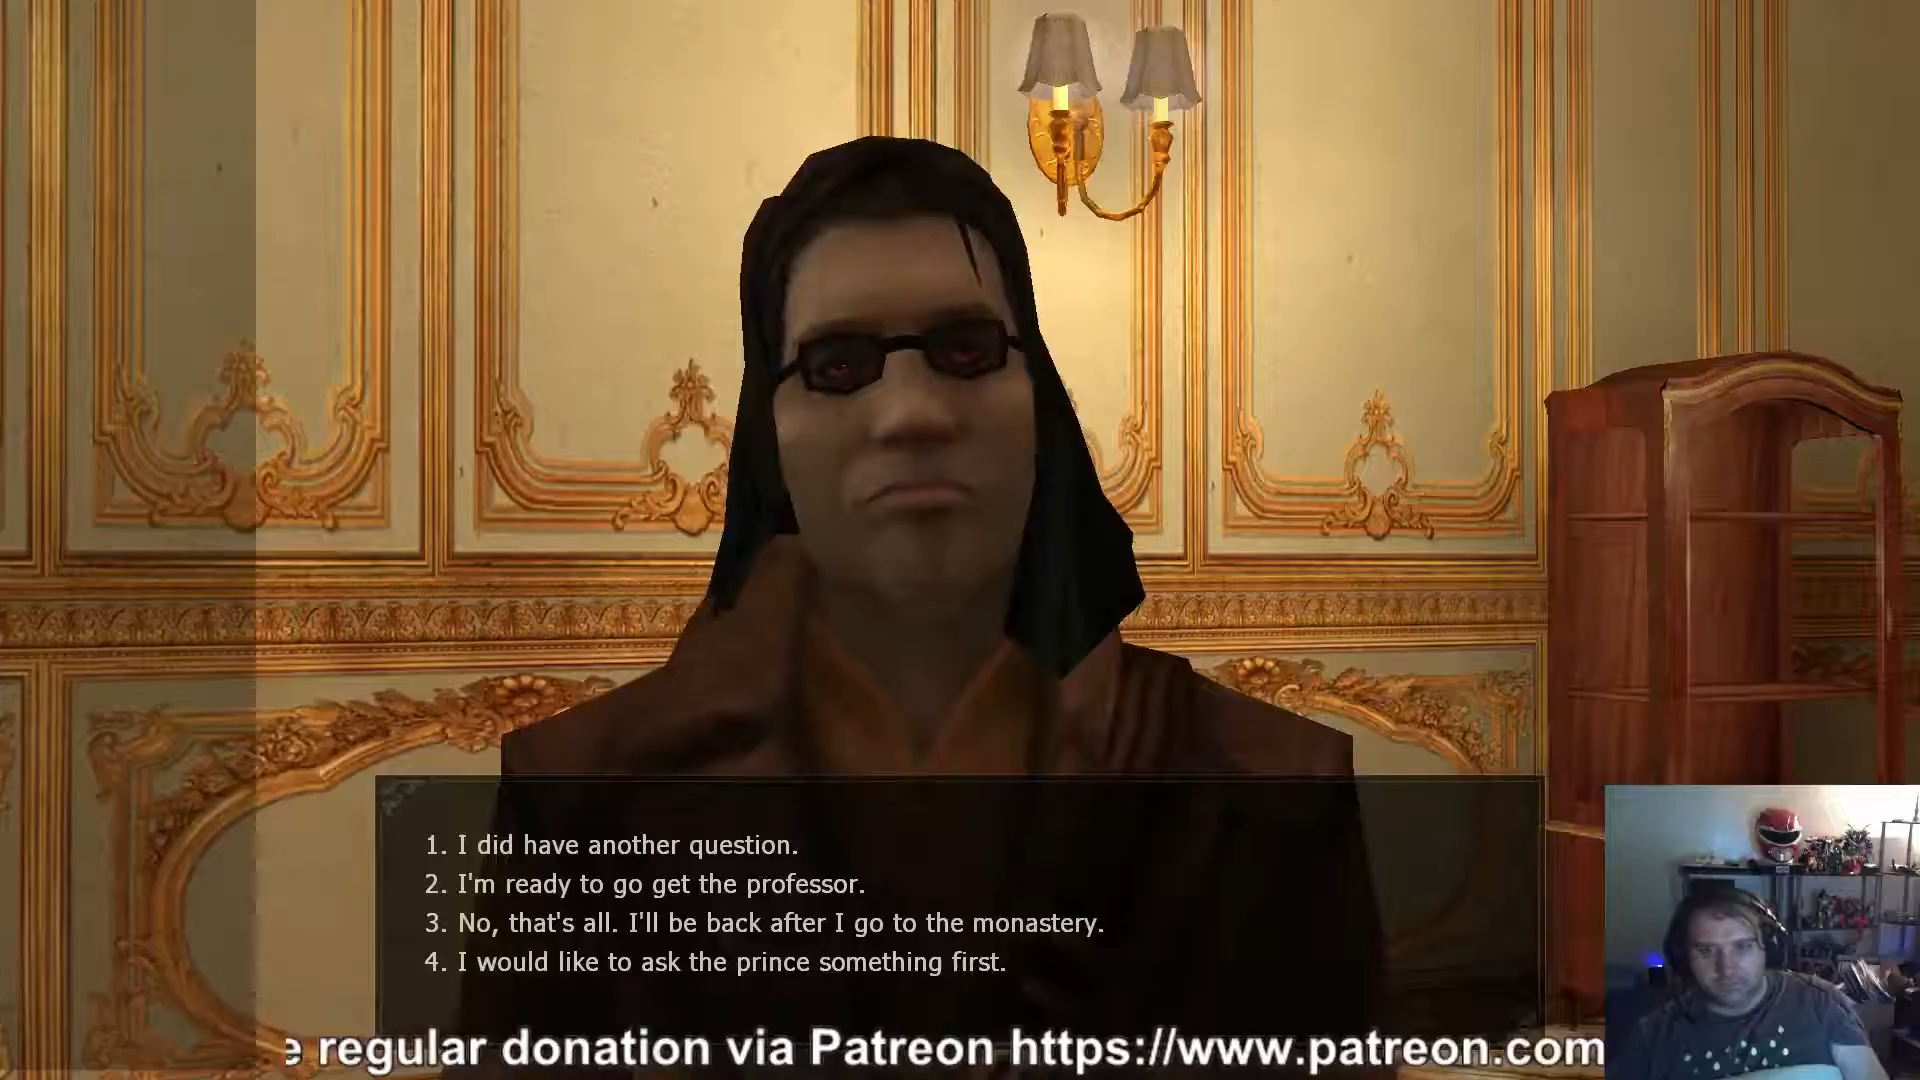 1. I did have another question.
2. I'm ready to go get the professor.
3. No, that's all. I'll be back after I go to the monastery.
4. I would like to ask the prince something first.
e regular donation via Patreon https://www.patreon.com